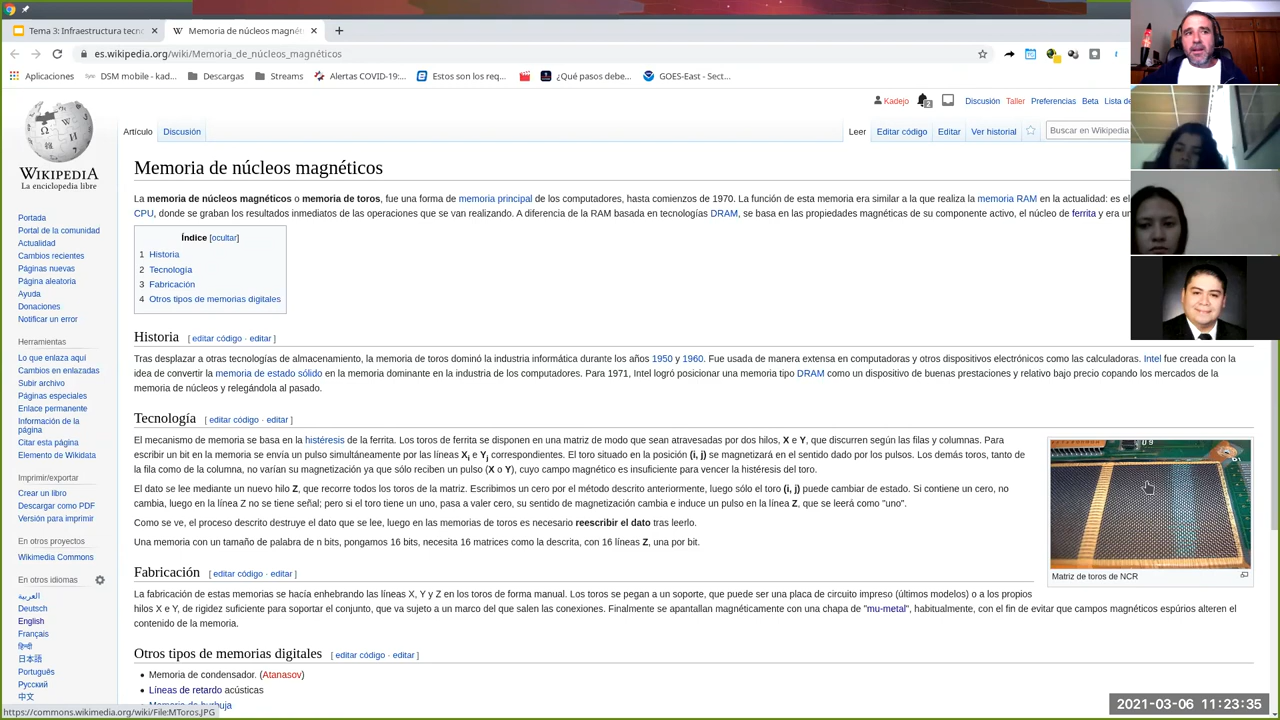 Tema 3: Infraestructura tecn
Memoria de núcleos magnéti
es.wikipedia.org/wiki/Memoria_de_núcleos_magnéticos
Aplicaciones
DSM mobile - kad...
Descargas
Streams
Alertas COVID-19:...
Estos son los req...
¿Qué pasos debe...
GOES-East - Sect...
Kadejo
2
Discusión
Taller
Preferencias
Beta
Lista de
Artículo
Discusión
Leer
Editar código
Editar
Ver historial
Buscar en Wikipedia
WIKIPEDIA
La enciclopedia libre
Portada
Portal de la comunidad
Actualidad
Cambios recientes
Páginas nuevas
Página aleatoria
Ayuda
Donaciones
Notificar un error
Herramientas
Lo que enlaza aquí
Cambios en enlazadas
Subir archivo
Páginas especiales
Enlace permanente
Información de la
página
Citar esta página
Elemento de Wikidata
Imprimir/exportar
Crear un libro
Descargar como PDF
Versión para imprimir
En otros proyectos
Wikimedia Commons
En otros idiomas
العربية
Deutsch
English
Français
हिन्दी
日本語
Português
Русский
中文
Memoria de núcleos magnéticos
La memoria de núcleos magnéticos o memoria de toros, fue una forma de memoria principal de los computadores, hasta comienzos de 1970. La función de esta memoria era similar a la que realiza la memoria RAM en la actualidad: es el
CPU, donde se graban los resultados inmediatos de las operaciones que se van realizando. A diferencia de la RAM basada en tecnologías DRAM, se basa en las propiedades magnéticas de su componente activo, el núcleo de ferrita y era un
Índice [ocultar]
1 Historia
2 Tecnología
3 Fabricación
4 Otros tipos de memorias digitales
Historia [ editar código · editar ]
Tras desplazar a otras tecnologías de almacenamiento, la memoria de toros dominó la industria informática durante los años 1950 y 1960. Fue usada de manera extensa en computadoras y otros dispositivos electrónicos como las calculadoras. Intel fue creada con la
idea de convertir la memoria de estado sólido en la memoria dominante en la industria de los computadores. Para 1971, Intel logró posicionar una memoria tipo DRAM como un dispositivo de buenas prestaciones y relativo bajo precio copando los mercados de la
memoria de núcleos y relegándola al pasado.
Tecnología [ editar código · editar ]
El mecanismo de memoria se basa en la histéresis de la ferrita. Los toros de ferrita se disponen en una matriz de modo que sean atravesadas por dos hilos, X e Y, que discurren según las filas y columnas. Para
escribir un bit en la memoria se envía un pulso simultáneamente por las líneas Xi e Yj correspondientes. El toro situado en la posición (i, j) se magnetizará en el sentido dado por los pulsos. Los demás toros, tanto de
la fila como de la columna, no varían su magnetización ya que sólo reciben un pulso (X o Y), cuyo campo magnético es insuficiente para vencer la histéresis del toro.
El dato se lee mediante un nuevo hilo Z, que recorre todos los toros de la matriz. Escribimos un cero por el método descrito anteriormente, luego sólo el toro (i, j) puede cambiar de estado. Si contiene un cero, no
cambia, luego en la línea Z no se tiene señal; pero si el toro tiene un uno, pasa a valer cero, su sentido de magnetización cambia e induce un pulso en la línea Z, que se leerá como "uno".
Como se ve, el proceso descrito destruye el dato que se lee, luego en las memorias de toros es necesario reescribir el dato tras leerlo.
Una memoria con un tamaño de palabra de n bits, pongamos 16 bits, necesita 16 matrices como la descrita, con 16 líneas Z, una por bit.
Matriz de toros de NCR
Fabricación [ editar código · editar ]
La fabricación de estas memorias se hacía enhebrando las líneas X, Y y Z en los toros de forma manual. Los toros se pegan a un soporte, que puede ser una placa de circuito impreso (últimos modelos) o a los propios
hilos X e Y, de rigidez suficiente para soportar el conjunto, que va sujeto a un marco del que salen las conexiones. Finalmente se apantallan magnéticamente con una chapa de "mu-metal", habitualmente, con el fin de evitar que campos magnéticos espúrios alteren el
contenido de la memoria.
Otros tipos de memorias digitales [ editar código · editar ]
Memoria de condensador. (Atanasov)
Líneas de retardo acústicas
Memoria de burbuja
https://commons.wikimedia.org/wiki/File:MToros.JPG
2021-03-06 11:23:35